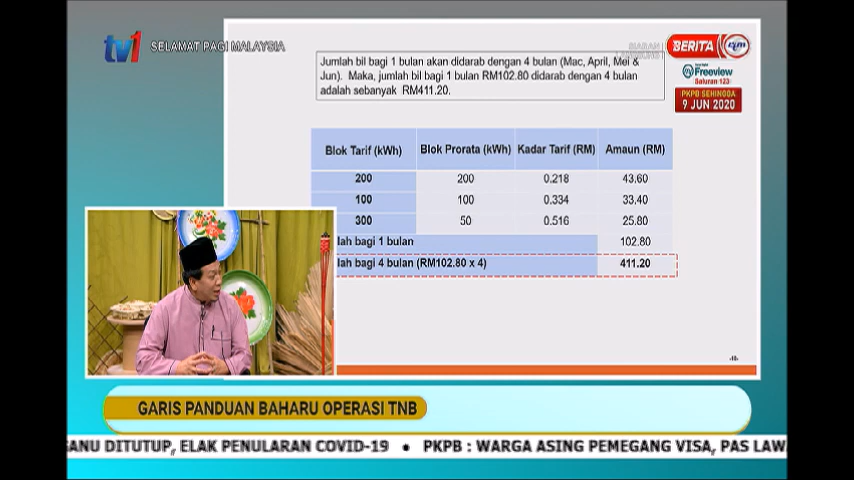 tv1 SELAMAT PAGI MALAYSIA
SIARAN
BERITA rtm
Freeview
Saluran 123
PKPB SEHINGGA
9 JUN 2020
Jumlah bil bagi 1 bulan akan didarab dengan 4 bulan (Mac, April, Mei &
Jun). Maka, jumlah bil bagi 1 bulan RM102.80 didarab dengan 4 bulan
adalah sebanyak RM411.20.
Blok Tarif (kWh) Blok Prorata (kWh) Kadar Tarif (RM) Amaun (RM)
200 200 0.218 43.60
100 100 0.334 33.40
300 50 0.516 25.80
lah bagi 1 bulan 102.80
lah bagi 4 bulan (RM102.80 x 4) 411.20
GARIS PANDUAN BAHARU OPERASI TNB
GANU DITUTUP, ELAK PENULARAN COVID-19 • PKPB : WARGA ASING PEMEGANG VISA, PAS LAWA